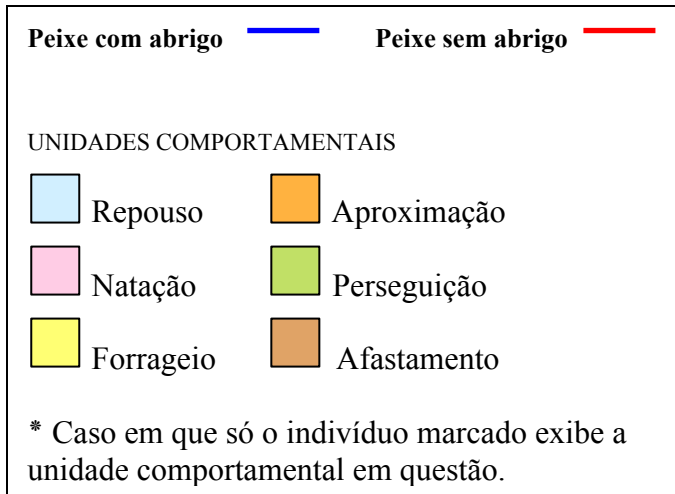 Peixe com abrigo Peixe sem abrigo
UNIDADES COMPORTAMENTAIS
Repouso Aproximação
Natação Perseguição
Forrageio Afastamento
* Caso em que só o indivíduo marcado exibe a
unidade comportamental em questão.